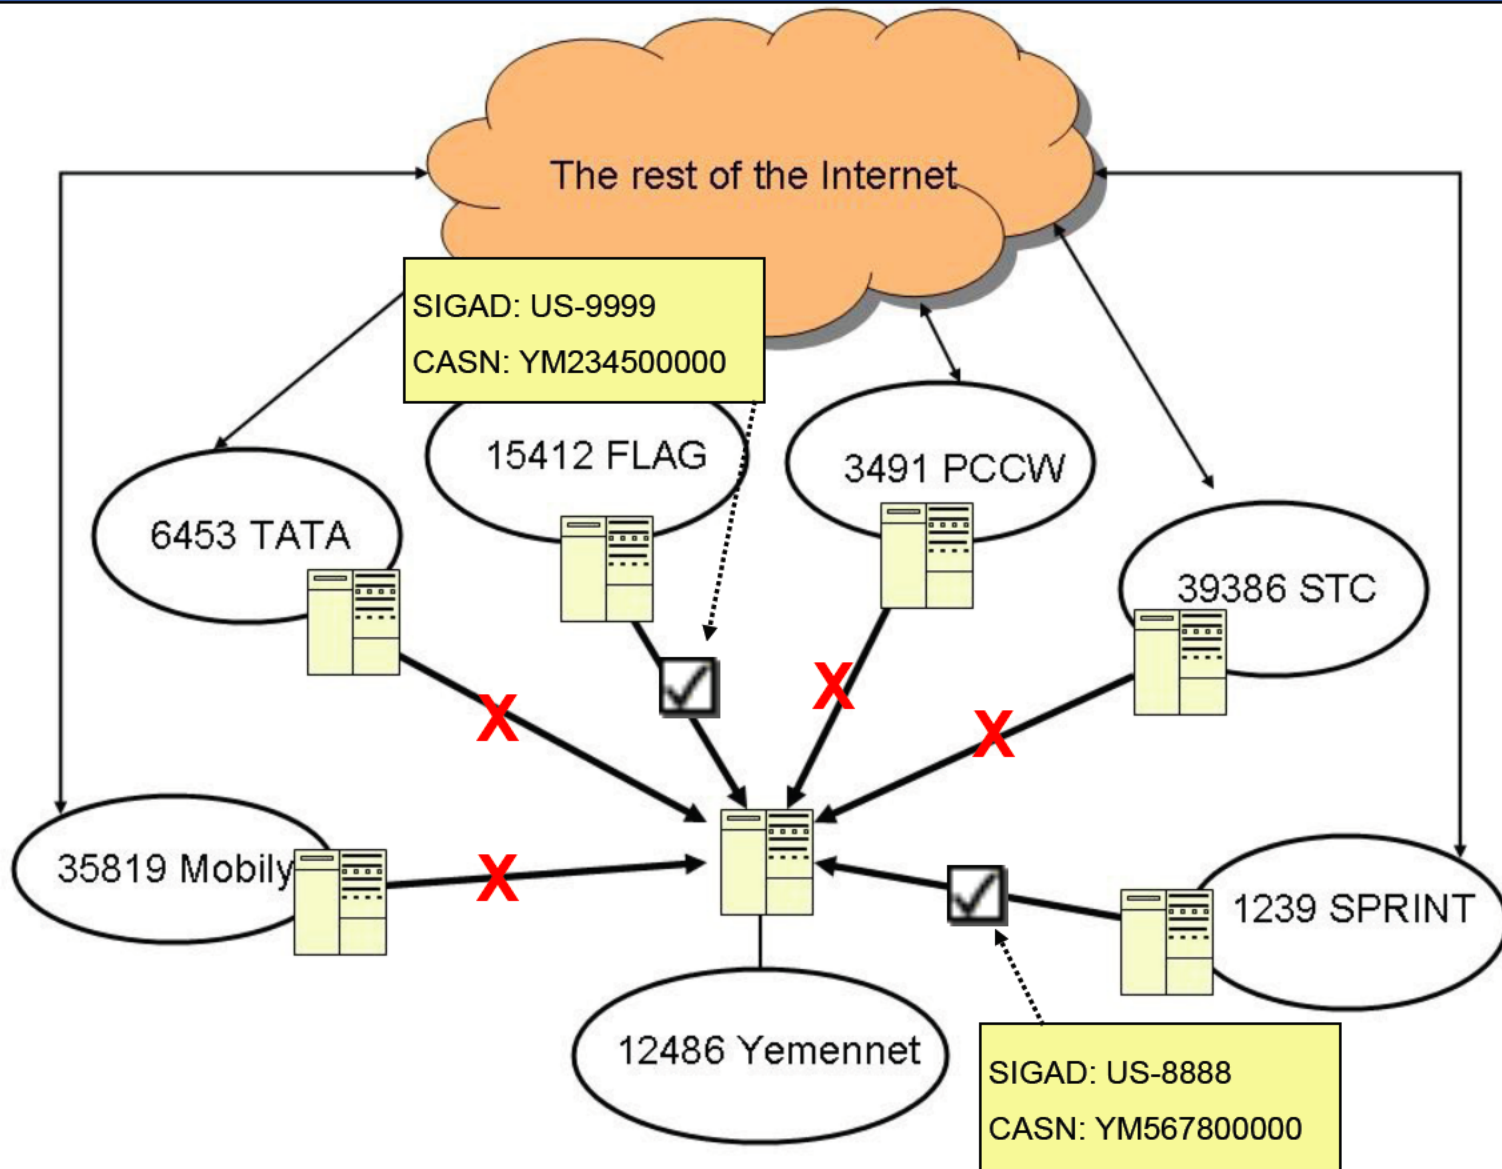 The rest of the Internet
SIGAD: US-9999
CASN: YM234500000
15412 FLAG
3491 PCCW
6453 TATA
39386 STC
X
X
X
35819 Mobily
X
1239 SPRINT
12486 Yemennet
SIGAD: US-8888
CASN: YM567800000